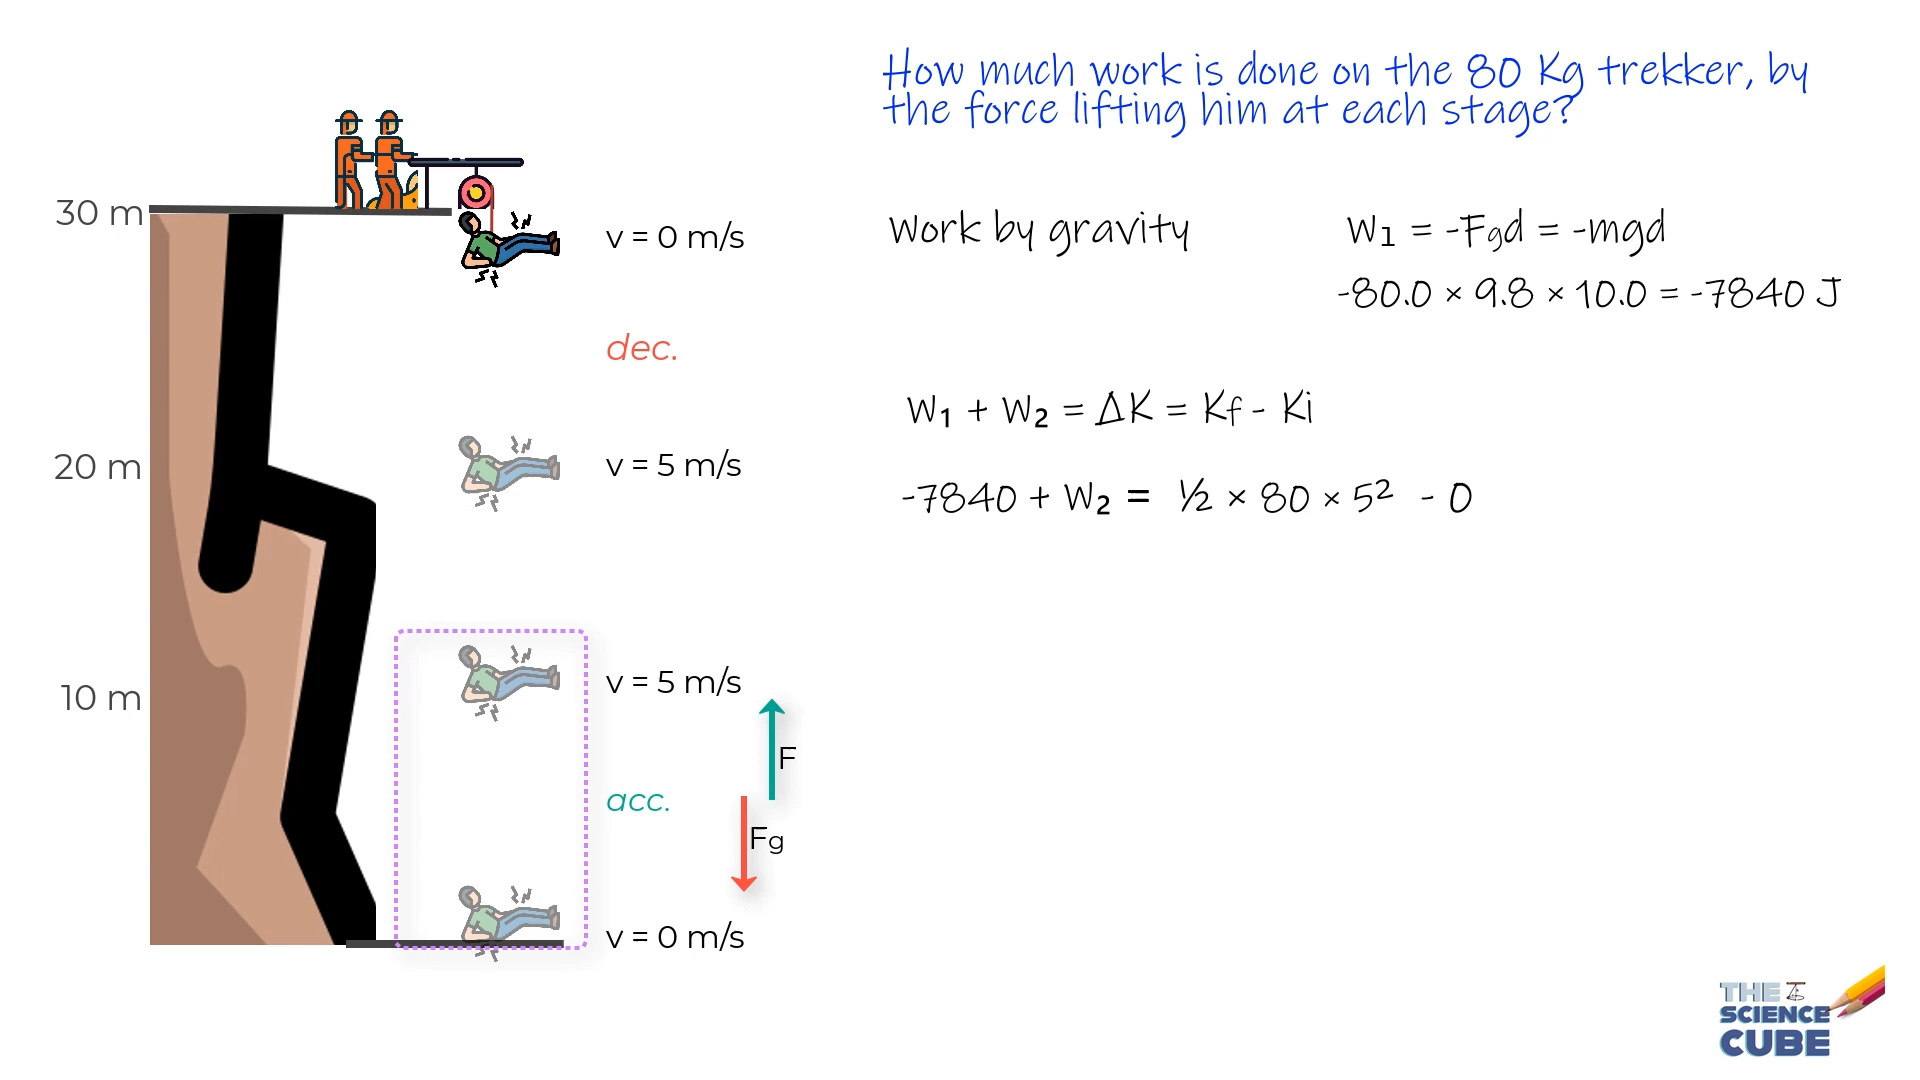 How much work is done on the 80 Kg trekker, by
the force lifting him at each stage?
30 m
v = 0 m/s
Work by gravity
W₁ = -Fgd = -mgd
-80.0 × 9.8 × 10.0 = -7840 J
dec.
W₁ + W₂ = ΔK = Kf - Ki
20 m
v = 5 m/s
-7840 + W₂ = ½ × 80 × 5² - 0
10 m
v = 5 m/s
F
acc.
Fg
v = 0 m/s
THE
SCIENCE
CUBE